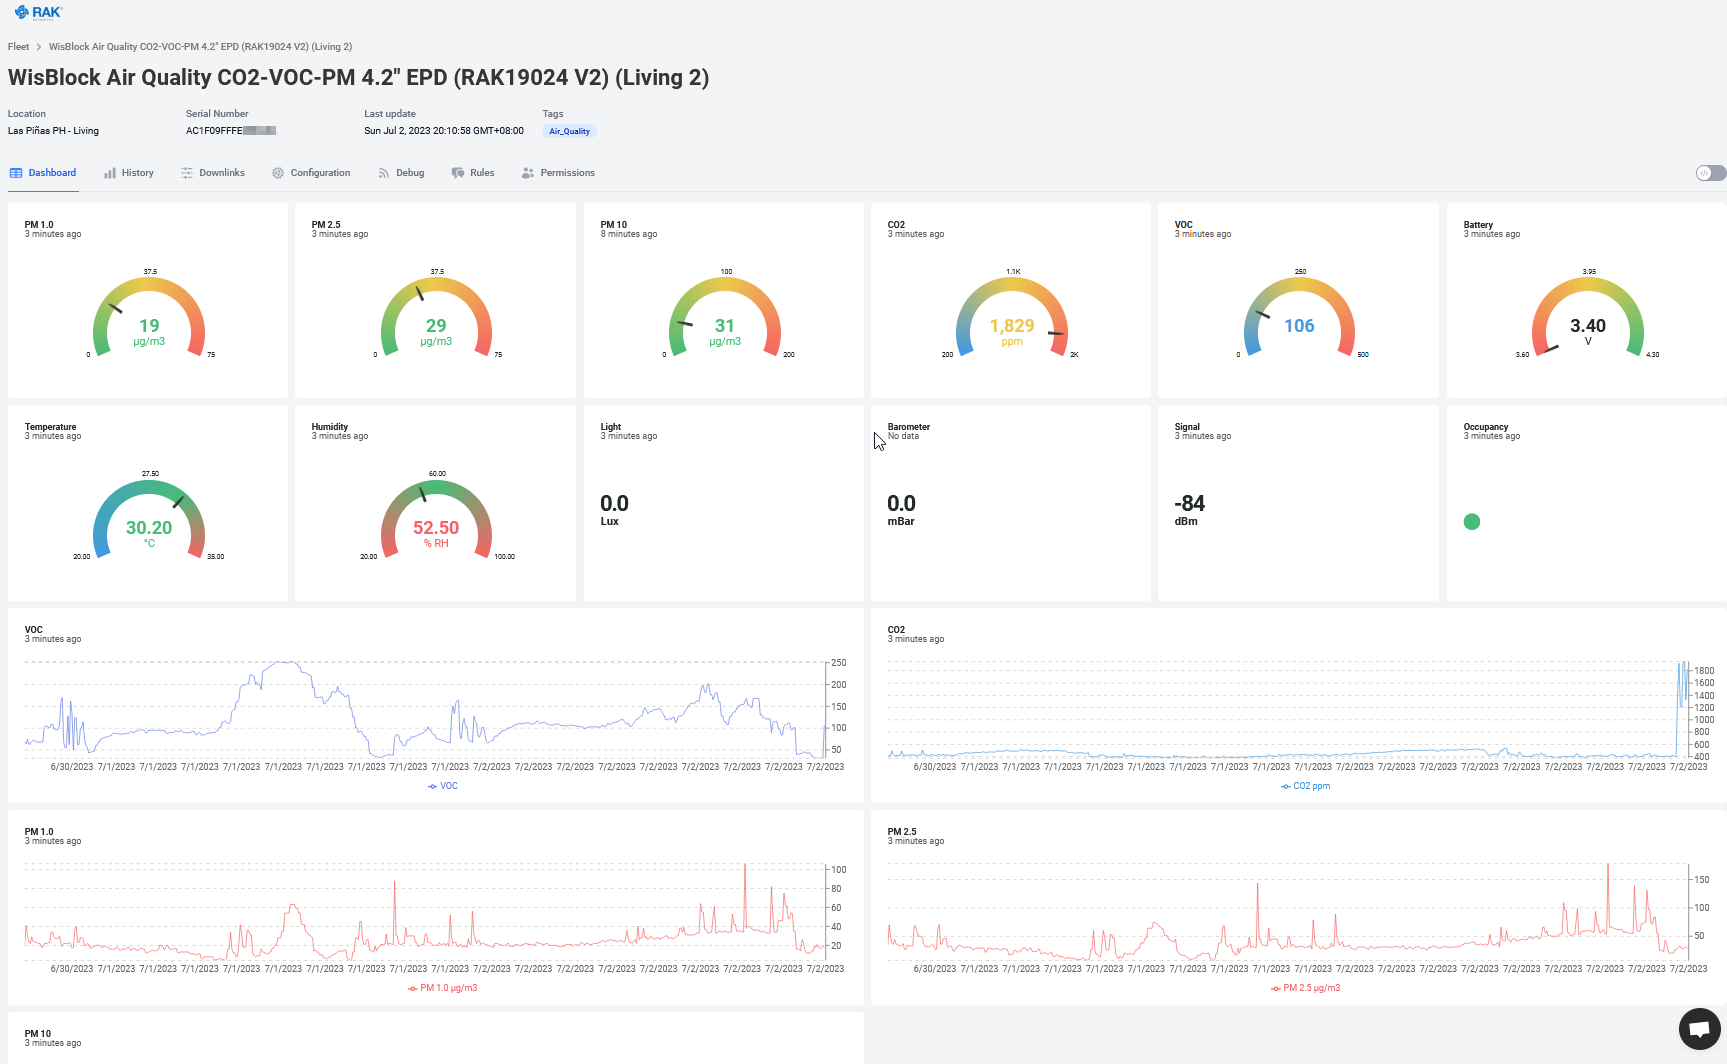 RAK
Fleet > WisBlock Air Quality CO2-VOC-PM 4.2" EPD (RAK19024 V2) (Living 2)
WisBlock Air Quality CO2-VOC-PM 4.2" EPD (RAK19024 V2) (Living 2)
Location Serial Number Last update Tags
Las Piñas PH - Living AC1F09FFFE Sun Jul 2, 2023 20:10:58 GMT+08:00 Air_Quality
Dashboard History Downlinks Configuration Debug Rules Permissions
PM 1.0
3 minutes ago
37.5
19
µg/m3
0 75
PM 2.5
3 minutes ago
37.5
29
µg/m3
0 75
PM 10
8 minutes ago
100
31
µg/m3
0 200
CO2
3 minutes ago
1.1K
1,829
ppm
200 2K
VOC
3 minutes ago
250
106
0 500
Battery
3 minutes ago
3.95
3.40
V
3.60 4.30
Temperature
3 minutes ago
27.50
30.20
°C
20.00 35.00
Humidity
3 minutes ago
60.00
52.50
% RH
20.00 100.00
Light
3 minutes ago
0.0
Lux
Barometer
No data
0.0
mBar
Signal
3 minutes ago
-84
dBm
Occupancy
3 minutes ago
VOC
3 minutes ago
250
200
150
100
50
6/30/2023 7/1/2023 7/1/2023 7/1/2023 7/1/2023 7/1/2023 7/1/2023 7/1/2023 7/1/2023 7/1/2023 7/2/2023 7/2/2023 7/2/2023 7/2/2023 7/2/2023 7/2/2023 7/2/2023 7/2/2023 7/2/2023
VOC
CO2
3 minutes ago
1800
1600
1400
1200
1000
800
600
400
6/30/2023 7/1/2023 7/1/2023 7/1/2023 7/1/2023 7/1/2023 7/1/2023 7/1/2023 7/1/2023 7/1/2023 7/2/2023 7/2/2023 7/2/2023 7/2/2023 7/2/2023 7/2/2023 7/2/2023 7/2/2023 7/2/2023
CO2 ppm
PM 1.0
3 minutes ago
100
80
60
40
20
6/30/2023 7/1/2023 7/1/2023 7/1/2023 7/1/2023 7/1/2023 7/1/2023 7/1/2023 7/1/2023 7/1/2023 7/2/2023 7/2/2023 7/2/2023 7/2/2023 7/2/2023 7/2/2023 7/2/2023 7/2/2023 7/2/2023
PM 1.0 µg/m3
PM 2.5
3 minutes ago
150
100
50
6/30/2023 7/1/2023 7/1/2023 7/1/2023 7/1/2023 7/1/2023 7/1/2023 7/1/2023 7/1/2023 7/1/2023 7/2/2023 7/2/2023 7/2/2023 7/2/2023 7/2/2023 7/2/2023 7/2/2023 7/2/2023 7/2/2023
PM 2.5 µg/m3
PM 10
3 minutes ago